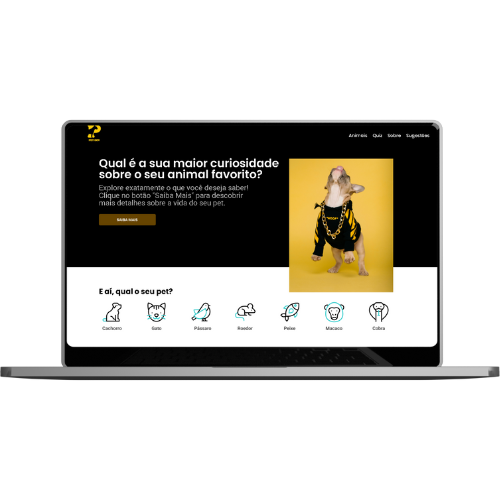 Animais Quiz Sobre Sugestões
Qual é a sua maior curiosidade
sobre o seu animal favorito?
Explore exatamente o que você deseja saber!
Clique no botão "Saiba Mais" para descobrir
mais detalhes sobre a vida do seu pet.
SAIBA MAIS
E aí, qual o seu pet?
Cachorro Gato Pássaro Roedor Peixe Macaco Cobra